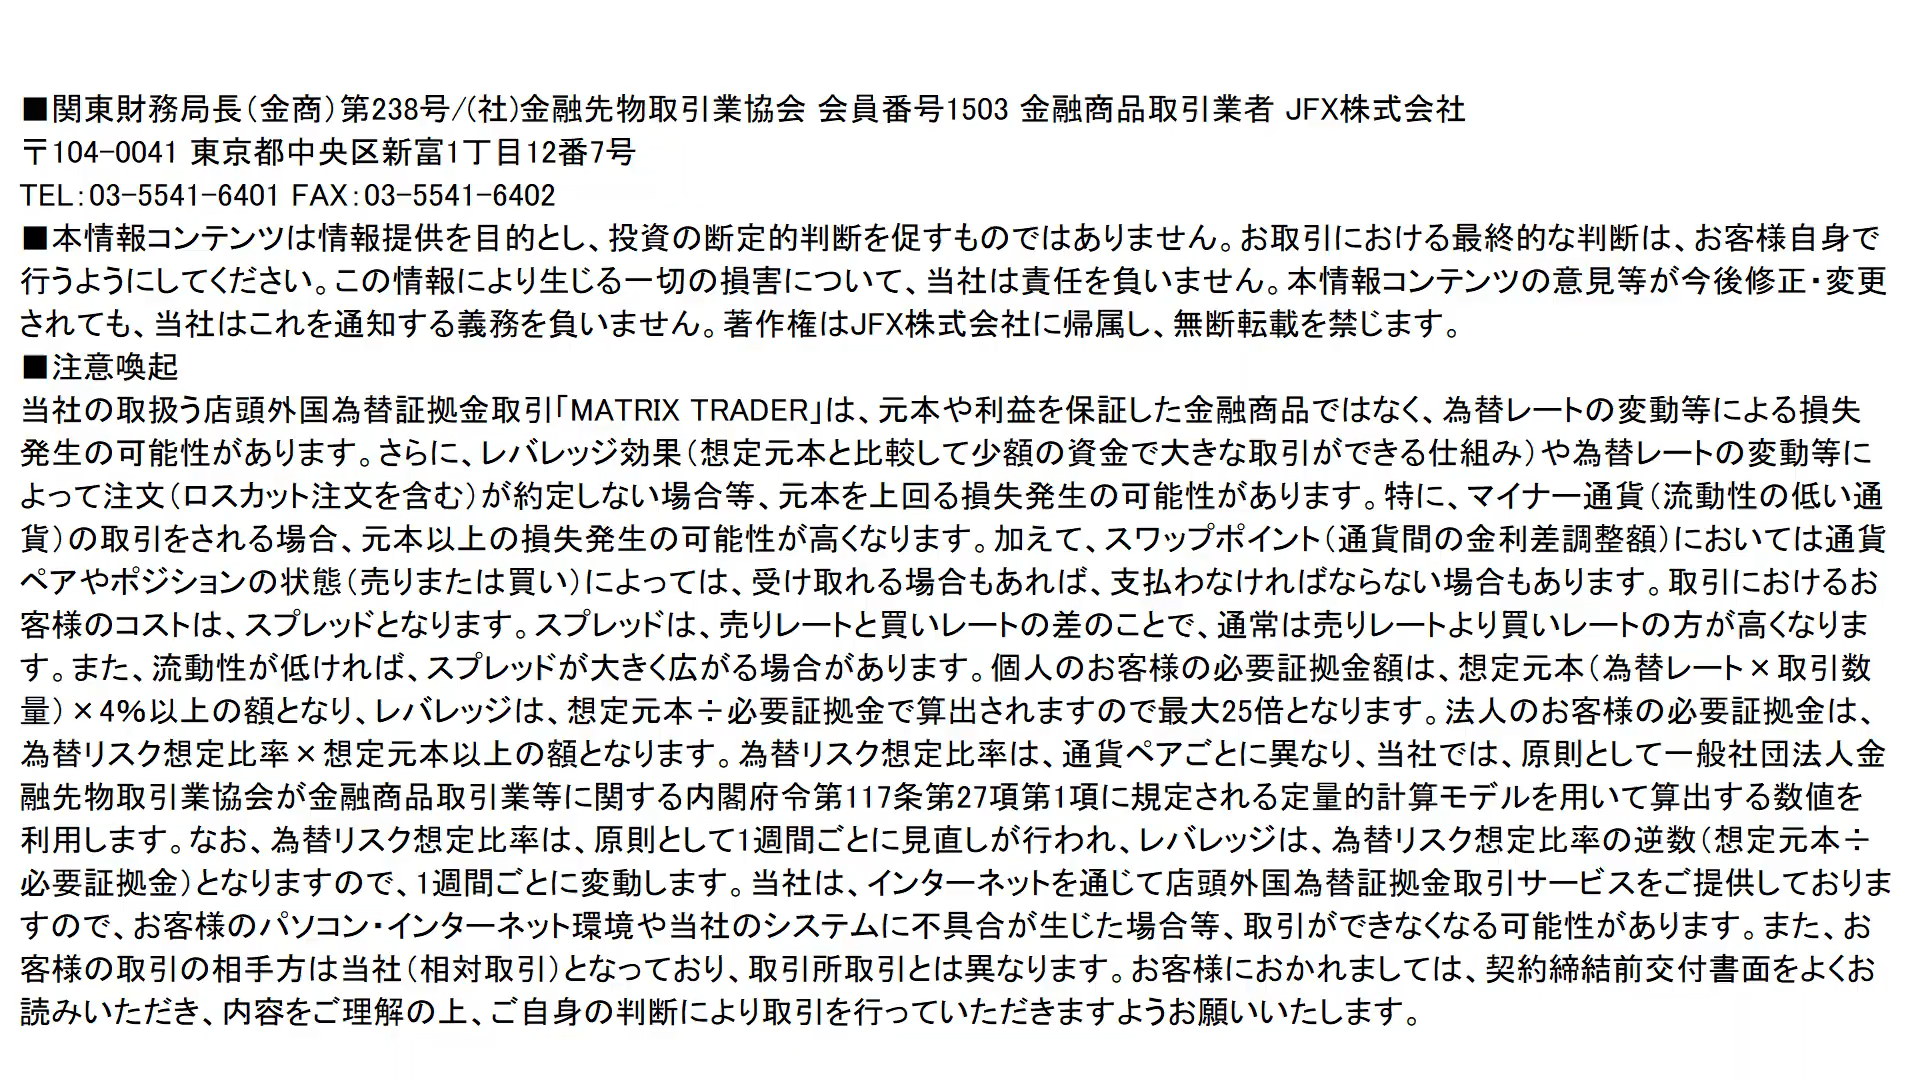 ■関東財務局長（金商）第238号/(社)金融先物取引業協会 会員番号1503 金融商品取引業者 JFX株式会社
〒104-0041 東京都中央区新富1丁目12番7号
TEL：03-5541-6401 FAX：03-5541-6402
■本情報コンテンツは情報提供を目的とし、投資の断定的判断を促すものではありません。お取引における最終的な判断は、お客様自身で
行うようにしてください。この情報により生じる一切の損害について、当社は責任を負いません。本情報コンテンツの意見等が今後修正・変更
されても、当社はこれを通知する義務を負いません。著作権はJFX株式会社に帰属し、無断転載を禁じます。
■注意喚起
当社の取扱う店頭外国為替証拠金取引「MATRIX TRADER」は、元本や利益を保証した金融商品ではなく、為替レートの変動等による損失
発生の可能性があります。さらに、レバレッジ効果（想定元本と比較して少額の資金で大きな取引ができる仕組み）や為替レートの変動等に
よって注文（ロスカット注文を含む）が約定しない場合等、元本を上回る損失発生の可能性があります。特に、マイナー通貨（流動性の低い通
貨）の取引をされる場合、元本以上の損失発生の可能性が高くなります。加えて、スワップポイント（通貨間の金利差調整額）においては通貨
ペアやポジションの状態（売りまたは買い）によっては、受け取れる場合もあれば、支払わなければならない場合もあります。取引におけるお
客様のコストは、スプレッドとなります。スプレッドは、売りレートと買いレートの差のことで、通常は売りレートより買いレートの方が高くなりま
す。また、流動性が低ければ、スプレッドが大きく広がる場合があります。個人のお客様の必要証拠金額は、想定元本（為替レート×取引数
量）×4％以上の額となり、レバレッジは、想定元本÷必要証拠金で算出されますので最大25倍となります。法人のお客様の必要証拠金は、
為替リスク想定比率×想定元本以上の額となります。為替リスク想定比率は、通貨ペアごとに異なり、当社では、原則として一般社団法人金
融先物取引業協会が金融商品取引業等に関する内閣府令第117条第27項第1項に規定される定量的計算モデルを用いて算出する数値を
利用します。なお、為替リスク想定比率は、原則として1週間ごとに見直しが行われ、レバレッジは、為替リスク想定比率の逆数（想定元本÷
必要証拠金）となりますので、1週間ごとに変動します。当社は、インターネットを通じて店頭外国為替証拠金取引サービスをご提供しておりま
すので、お客様のパソコン・インターネット環境や当社のシステムに不具合が生じた場合等、取引ができなくなる可能性があります。また、お
客様の取引の相手方は当社（相対取引）となっており、取引所取引とは異なります。お客様におかれましては、契約締結前交付書面をよくお
読みいただき、内容をご理解の上、ご自身の判断により取引を行っていただきますようお願いいたします。